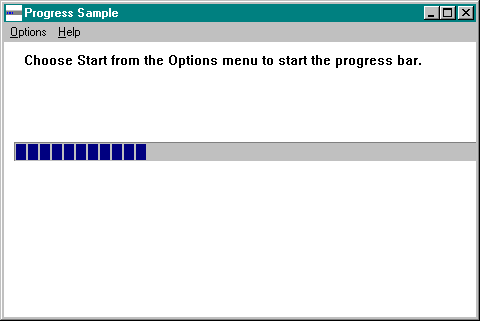 Progress Sample
Options Help
Choose Start from the Options menu to start the progress bar.